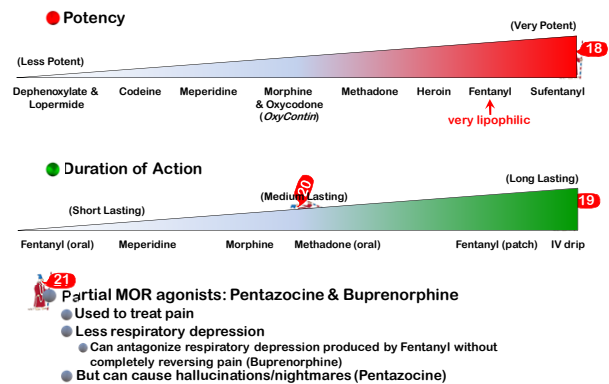 Potency
(Very Potent)
18
(Less Potent)
Dephenoxylate & Lopermide
Codeine
Meperidine
Morphine & Oxycodone (OxyContin)
Methadone
Heroin
Fentanyl
Sufentanyl
very lipophilic
Duration of Action
20
(Long Lasting)
(Medium Lasting)
19
(Short Lasting)
Fentanyl (oral)
Meperidine
Morphine
Methadone (oral)
Fentanyl (patch)
IV drip
21
Partial MOR agonists: Pentazocine & Buprenorphine
Used to treat pain
Less respiratory depression
Can antagonize respiratory depression produced by Fentanyl without
completely reversing pain (Buprenorphine)
But can cause hallucinations/nightmares (Pentazocine)